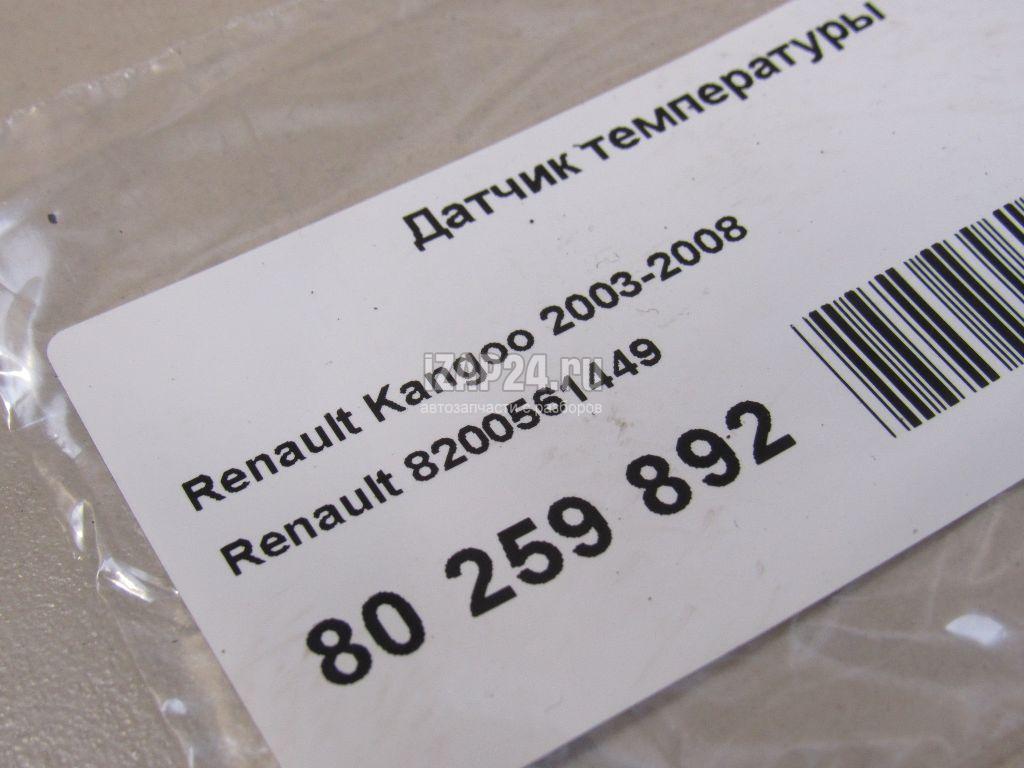 Датчик температуры
Renault Kangoo 2003-2008
iZAP24.ru
автозапчасти с разборов
Renault 8200561449
80 259 892